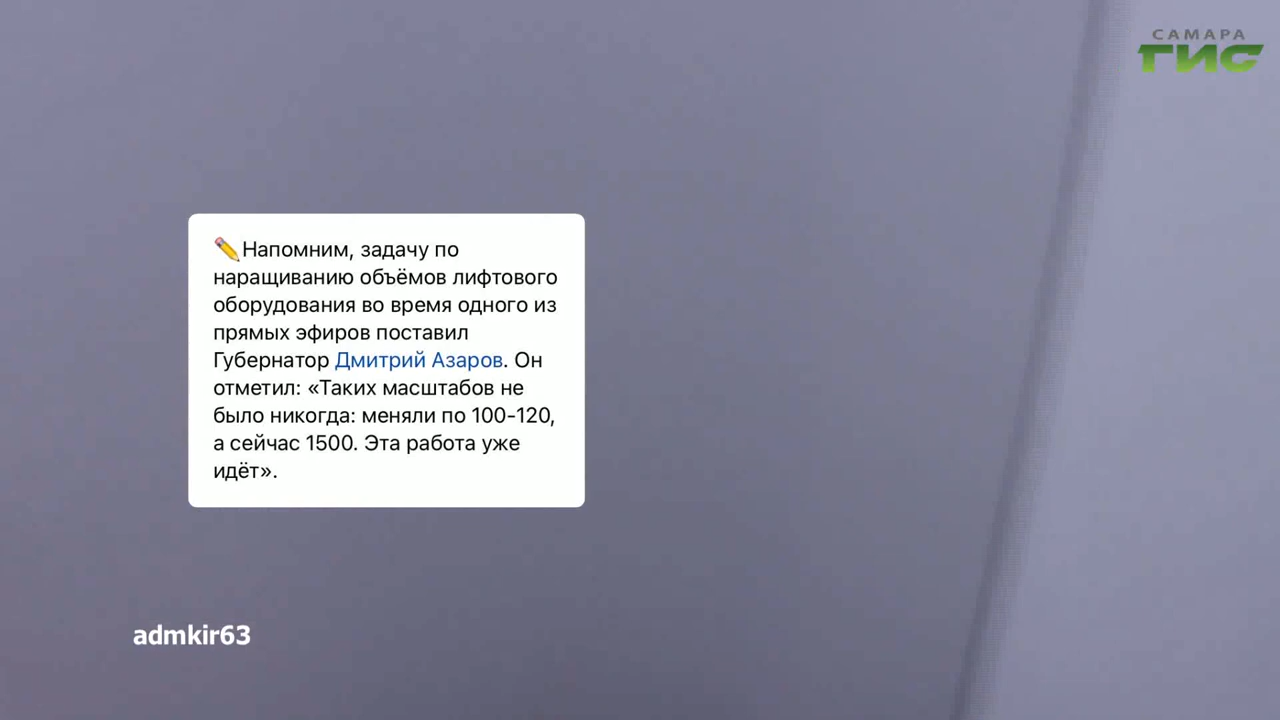 САМАРА
ГИС
Напомним, задачу по
наращиванию объёмов лифтового
оборудования во время одного из
прямых эфиров поставил
Губернатор Дмитрий Азаров. Он
отметил: «Таких масштабов не
было никогда: меняли по 100-120,
а сейчас 1500. Эта работа уже
идёт».
admkir63